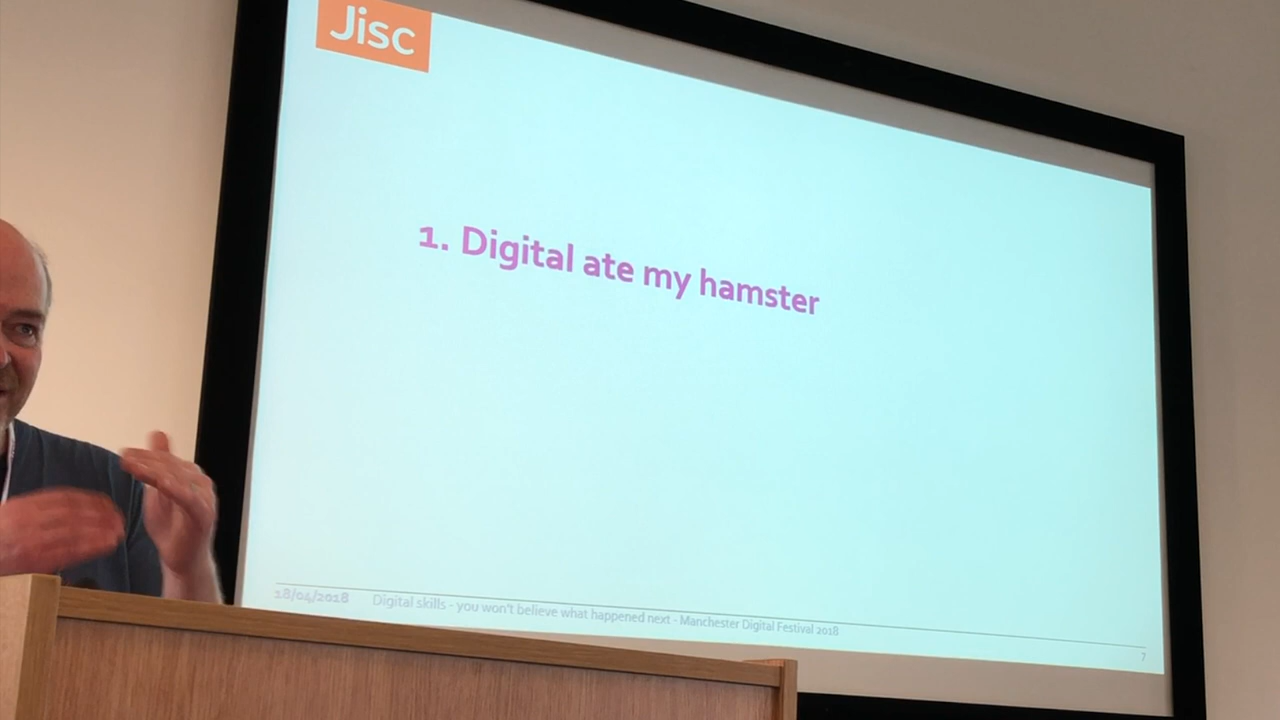 Jisc
1. Digital ate my hamster
18/04/2018 Digital skills - you won't believe what happened next - Manchester Digital Festival 2018
7